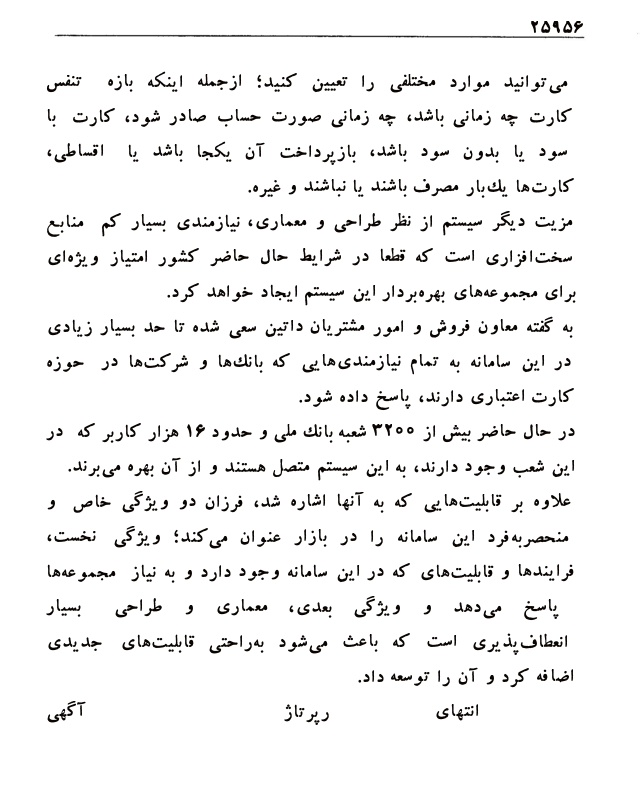 ۲۵۹۵۶
می‌توانید موارد مختلفی را تعیین کنید؛ ازجمله اینکه بازه تنفس
کارت چه زمانی باشد، چه زمانی صورت حساب صادر شود، کارت با
سود یا بدون سود باشد، بازپرداخت آن یکجا باشد یا اقساطی،
کارت‌ها یك‌بار مصرف باشند یا نباشند و غیره.
مزیت دیگر سیستم از نظر طراحی و معماری، نیازمندی بسیار کم منابع
سخت‌افزاری است که قطعا در شرایط حال حاضر کشور امتیاز ویژه‌ای
برای مجموعه‌های بهره‌بردار این سیستم ایجاد خواهد کرد.
به گفته معاون فروش و امور مشتریان داتین سعی شده تا حد بسیار زیادی
در این سامانه به تمام نیازمندی‌هایی که بانك‌ها و شرکت‌ها در حوزه
کارت اعتباری دارند، پاسخ داده شود.
در حال حاضر بیش از ۳۲۰۰ شعبه بانك ملی و حدود ۱۶ هزار کاربر که در
این شعب وجود دارند، به این سیستم متصل هستند و از آن بهره می‌برند.
علاوه بر قابلیت‌هایی که به آنها اشاره شد، فرزان دو ویژگی خاص و
منحصربه‌فرد این سامانه را در بازار عنوان می‌کند؛ ویژگی نخست،
فرایندها و قابلیت‌های که در این سامانه وجود دارد و به نیاز مجموعه‌ها
پاسخ می‌دهد و ویژگی بعدی، معماری و طراحی بسیار
انعطاف‌پذیری است که باعث می‌شود به‌راحتی قابلیت‌های جدیدی
اضافه کرد و آن را توسعه داد.
انتهای رپرتاژ آگهی